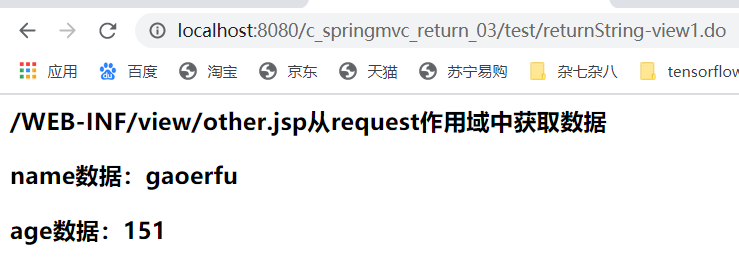 localhost:8080/c_springmvc_return_03/test/returnString-view1.do
应用 百度 淘宝 京东 天猫 苏宁易购 杂七杂八 tensorflow
/WEB-INF/view/other.jsp从request作用域中获取数据
name数据：gaoerfu
age数据：151